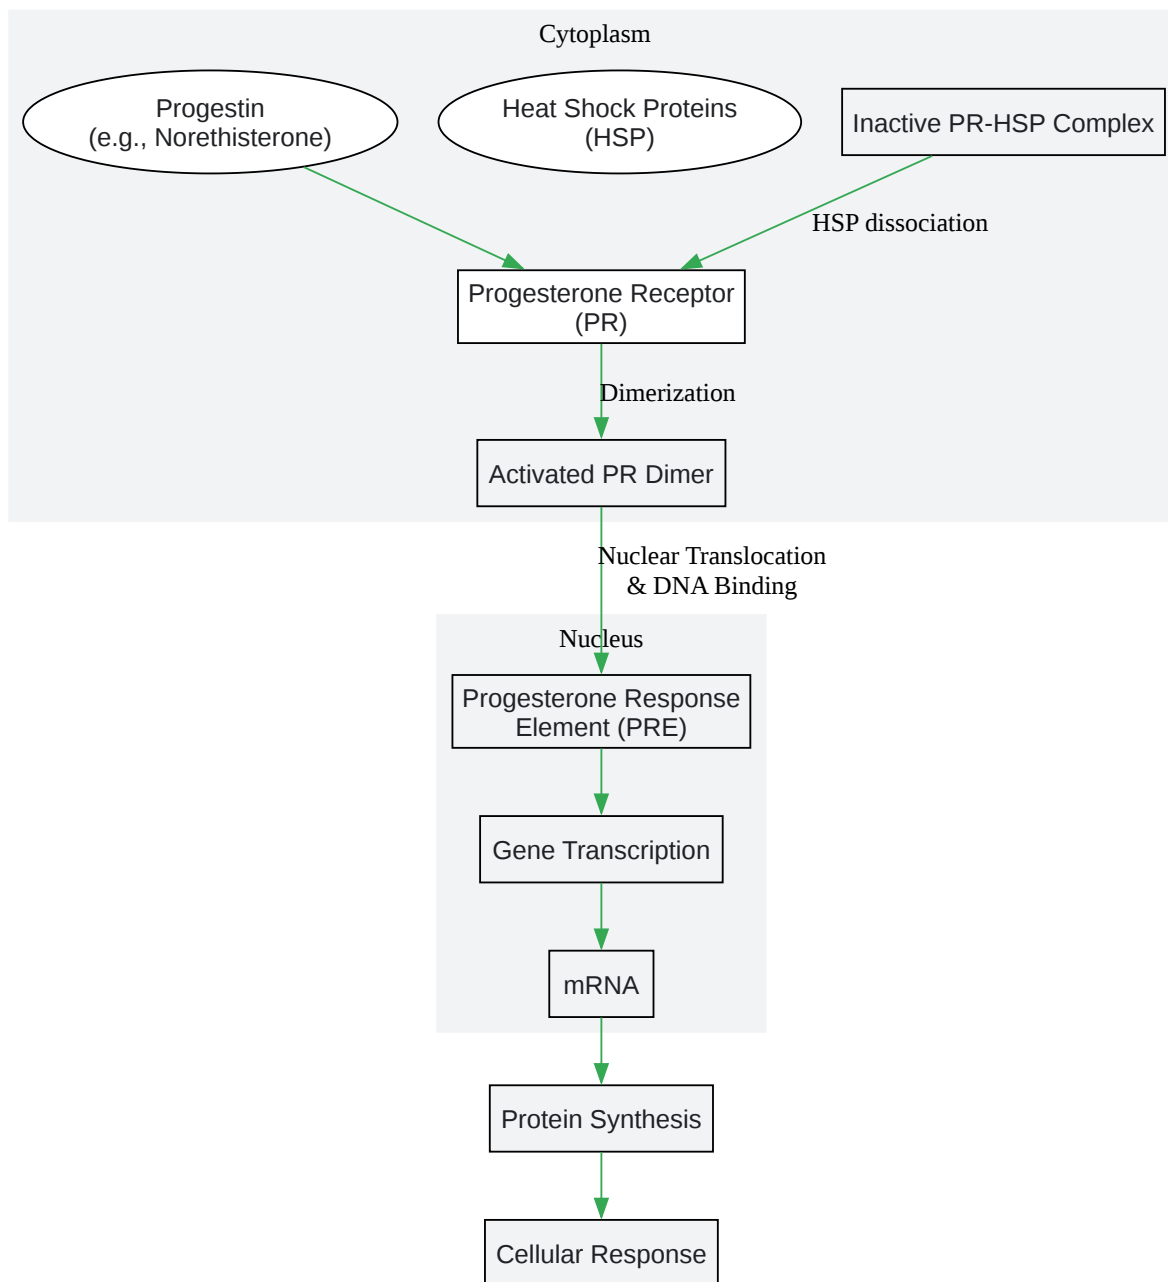 Cytoplasm
Progestin
(e.g., Norethisterone)
Heat Shock Proteins
(HSP)
Inactive PR-HSP Complex
HSP dissociation
Progesterone Receptor
(PR)
Dimerization
Activated PR Dimer
Nuclear Translocation
& DNA Binding
Nucleus
Progesterone Response
Element (PRE)
Gene Transcription
mRNA
Protein Synthesis
Cellular Response